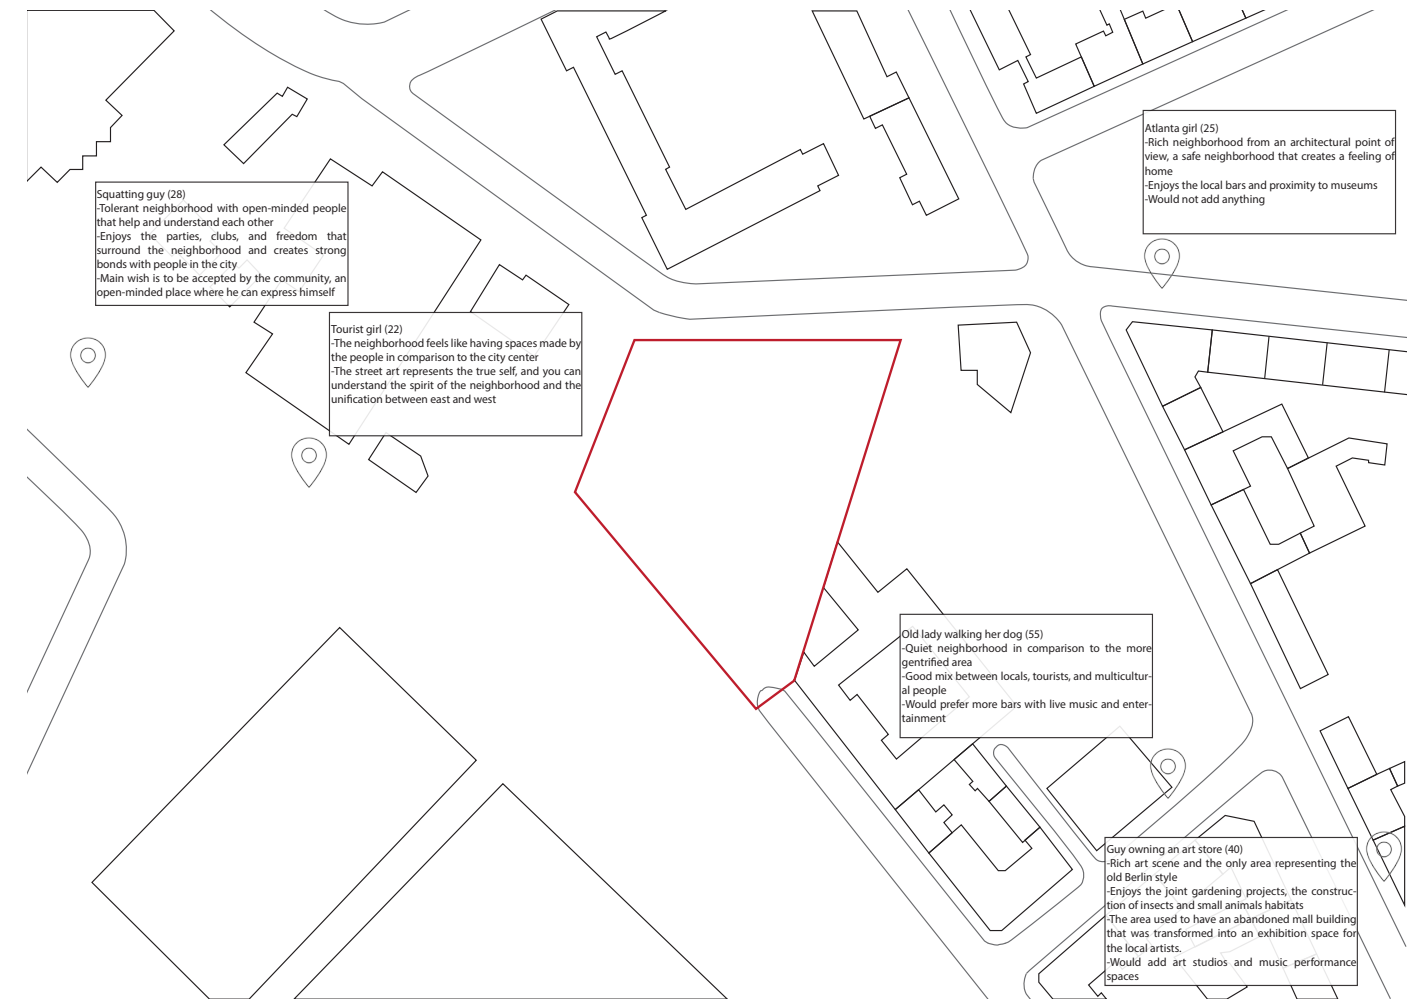 Atlanta girl (25)
-Rich neighborhood from an architectural point of
view, a safe neighborhood that creates a feeling of
home
-Enjoys the local bars and proximity to museums
-Would not add anything
Squatting guy (28)
-Tolerant neighborhood with open-minded people
that help and understand each other
-Enjoys the parties, clubs, and freedom that
surround the neighborhood and creates strong
bonds with people in the city
-Main wish is to be accepted by the community, an
open-minded place where he can express himself
Tourist girl (22)
-The neighborhood feels like having spaces made by
the people in comparison to the city center
-The street art represents the true self, and you can
understand the spirit of the neighborhood and the
unification between east and west
Old lady walking her dog (55)
-Quiet neighborhood in comparison to the more
gentrified area
-Good mix between locals, tourists, and multicultur-
al people
-Would prefer more bars with live music and enter-
tainment
Guy owning an art store (40)
-Rich art scene and the only area representing the
old Berlin style
-Enjoys the joint gardening projects, the construc-
tion of insects and small animals habitats
-The area used to have an abandoned mall building
that was transformed into an exhibition space for
the local artists.
-Would add art studios and music performance
spaces